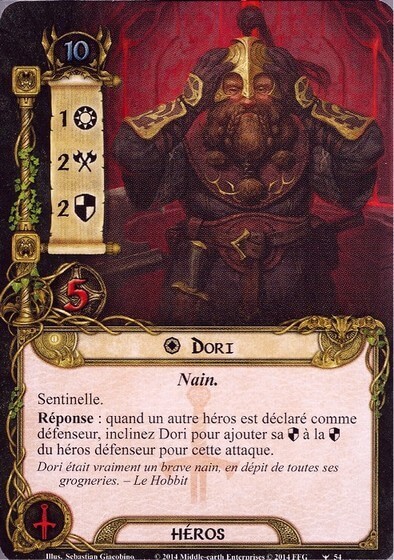 10
1
2
2
5
Dori
Nain.
Sentinelle.
Réponse : quand un autre héros est déclaré comme
défenseur, inclinez Dori pour ajouter sa à la
du héros défenseur pour cette attaque.
Dori était vraiment un brave nain, en dépit de toutes ses
grogneries. – Le Hobbit
HÉROS
Illus. Sebastian Giacobino © 2014 Middle-earth Enterprises © 2014 FFG 54